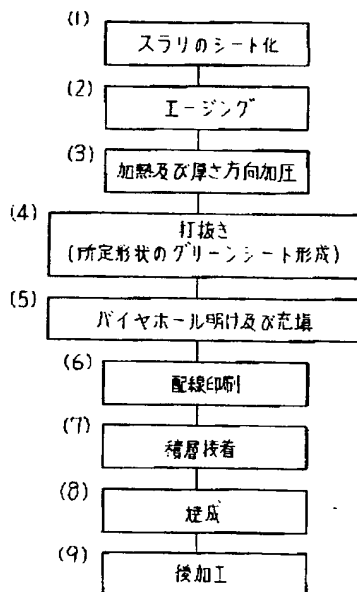 (1)
スラリのシート化
(2)
エージング
(3)
加熱及び厚さ方向加圧
(4)
打抜き
(所定形状のグリーンシート形成)
(5)
バイヤホール明け及び充填
(6)
配線印刷
(7)
積層接着
(8)
焼成
(9)
後加工